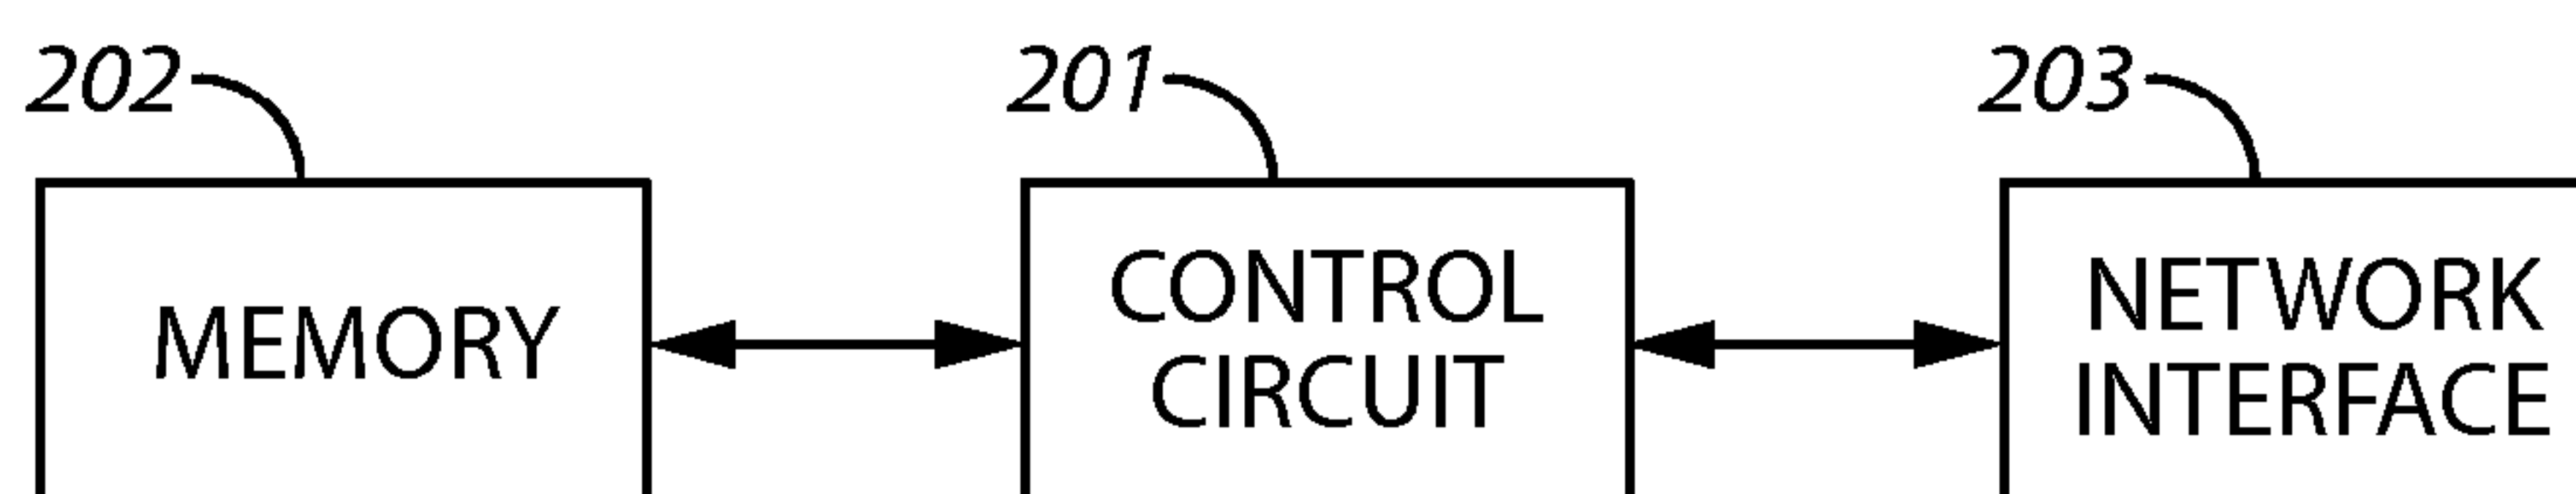 202
201
203
MEMORY
CONTROL
CIRCUIT
NETWORK
INTERFACE